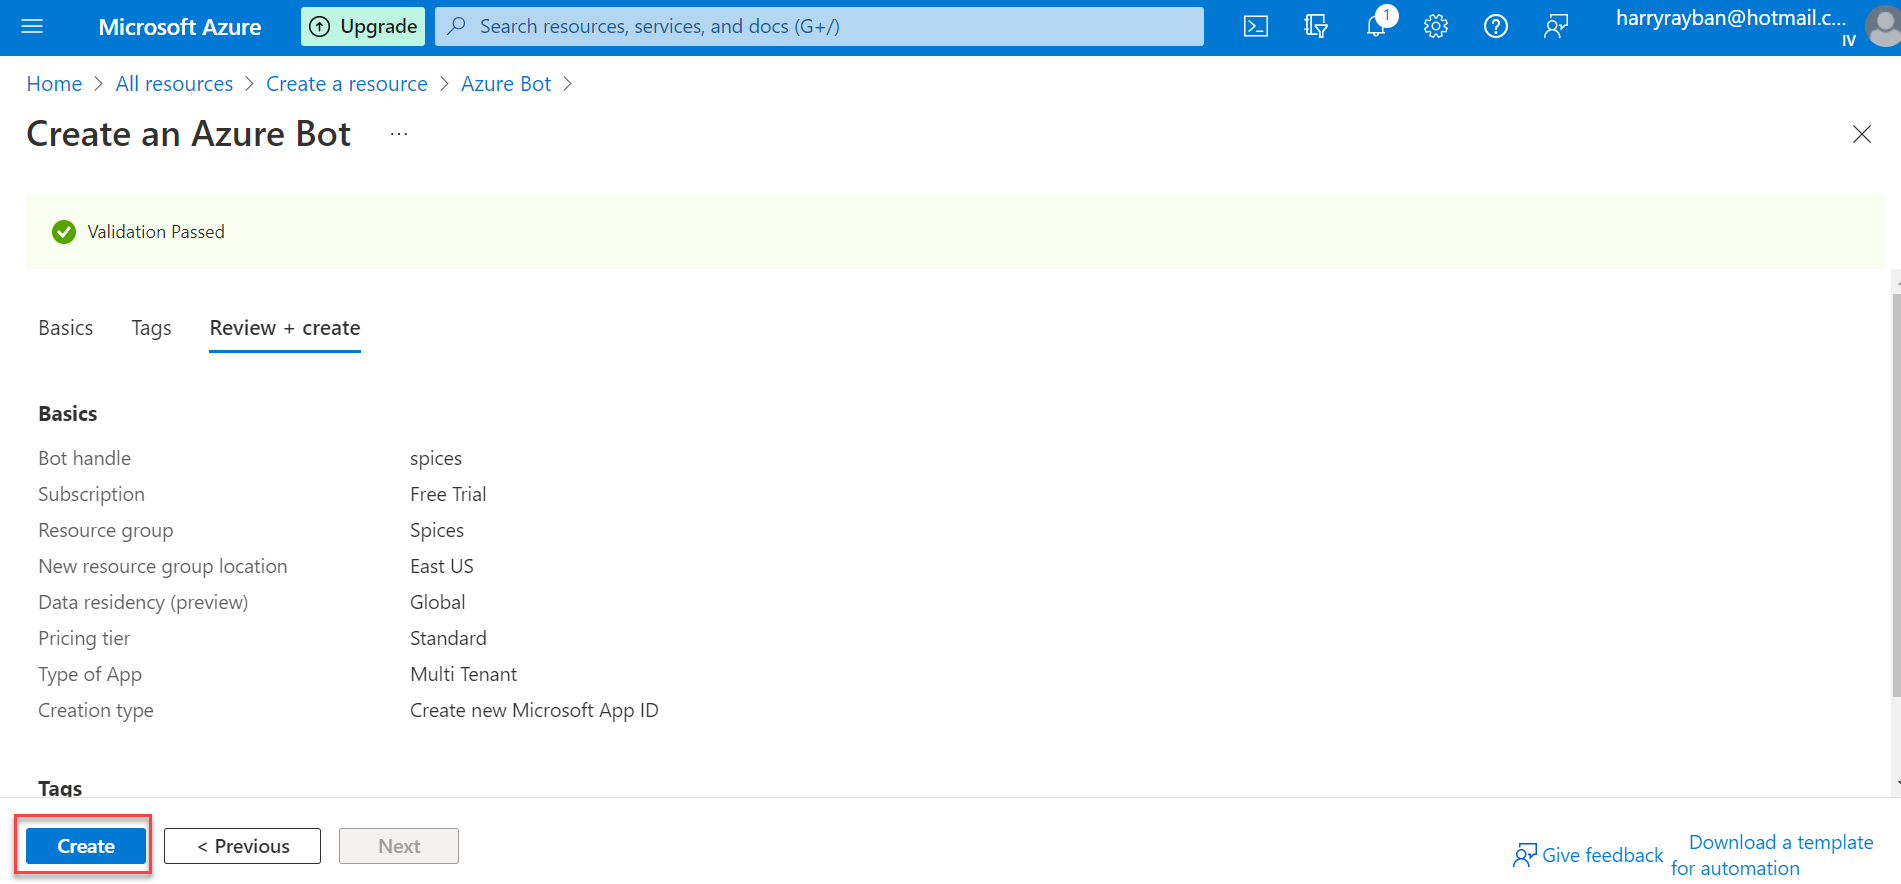 Microsoft Azure
Upgrade
Search resources, services, and docs (G+/)
1
harryrayban@hotmail.c...
IV
Home > All resources > Create a resource > Azure Bot >
Create an Azure Bot ...
Validation Passed
Basics Tags Review + create
Basics
Bot handle spices
Subscription Free Trial
Resource group Spices
New resource group location East US
Data residency (preview) Global
Pricing tier Standard
Type of App Multi Tenant
Creation type Create new Microsoft App ID
Tags
Create < Previous Next
Give feedback
Download a template
for automation